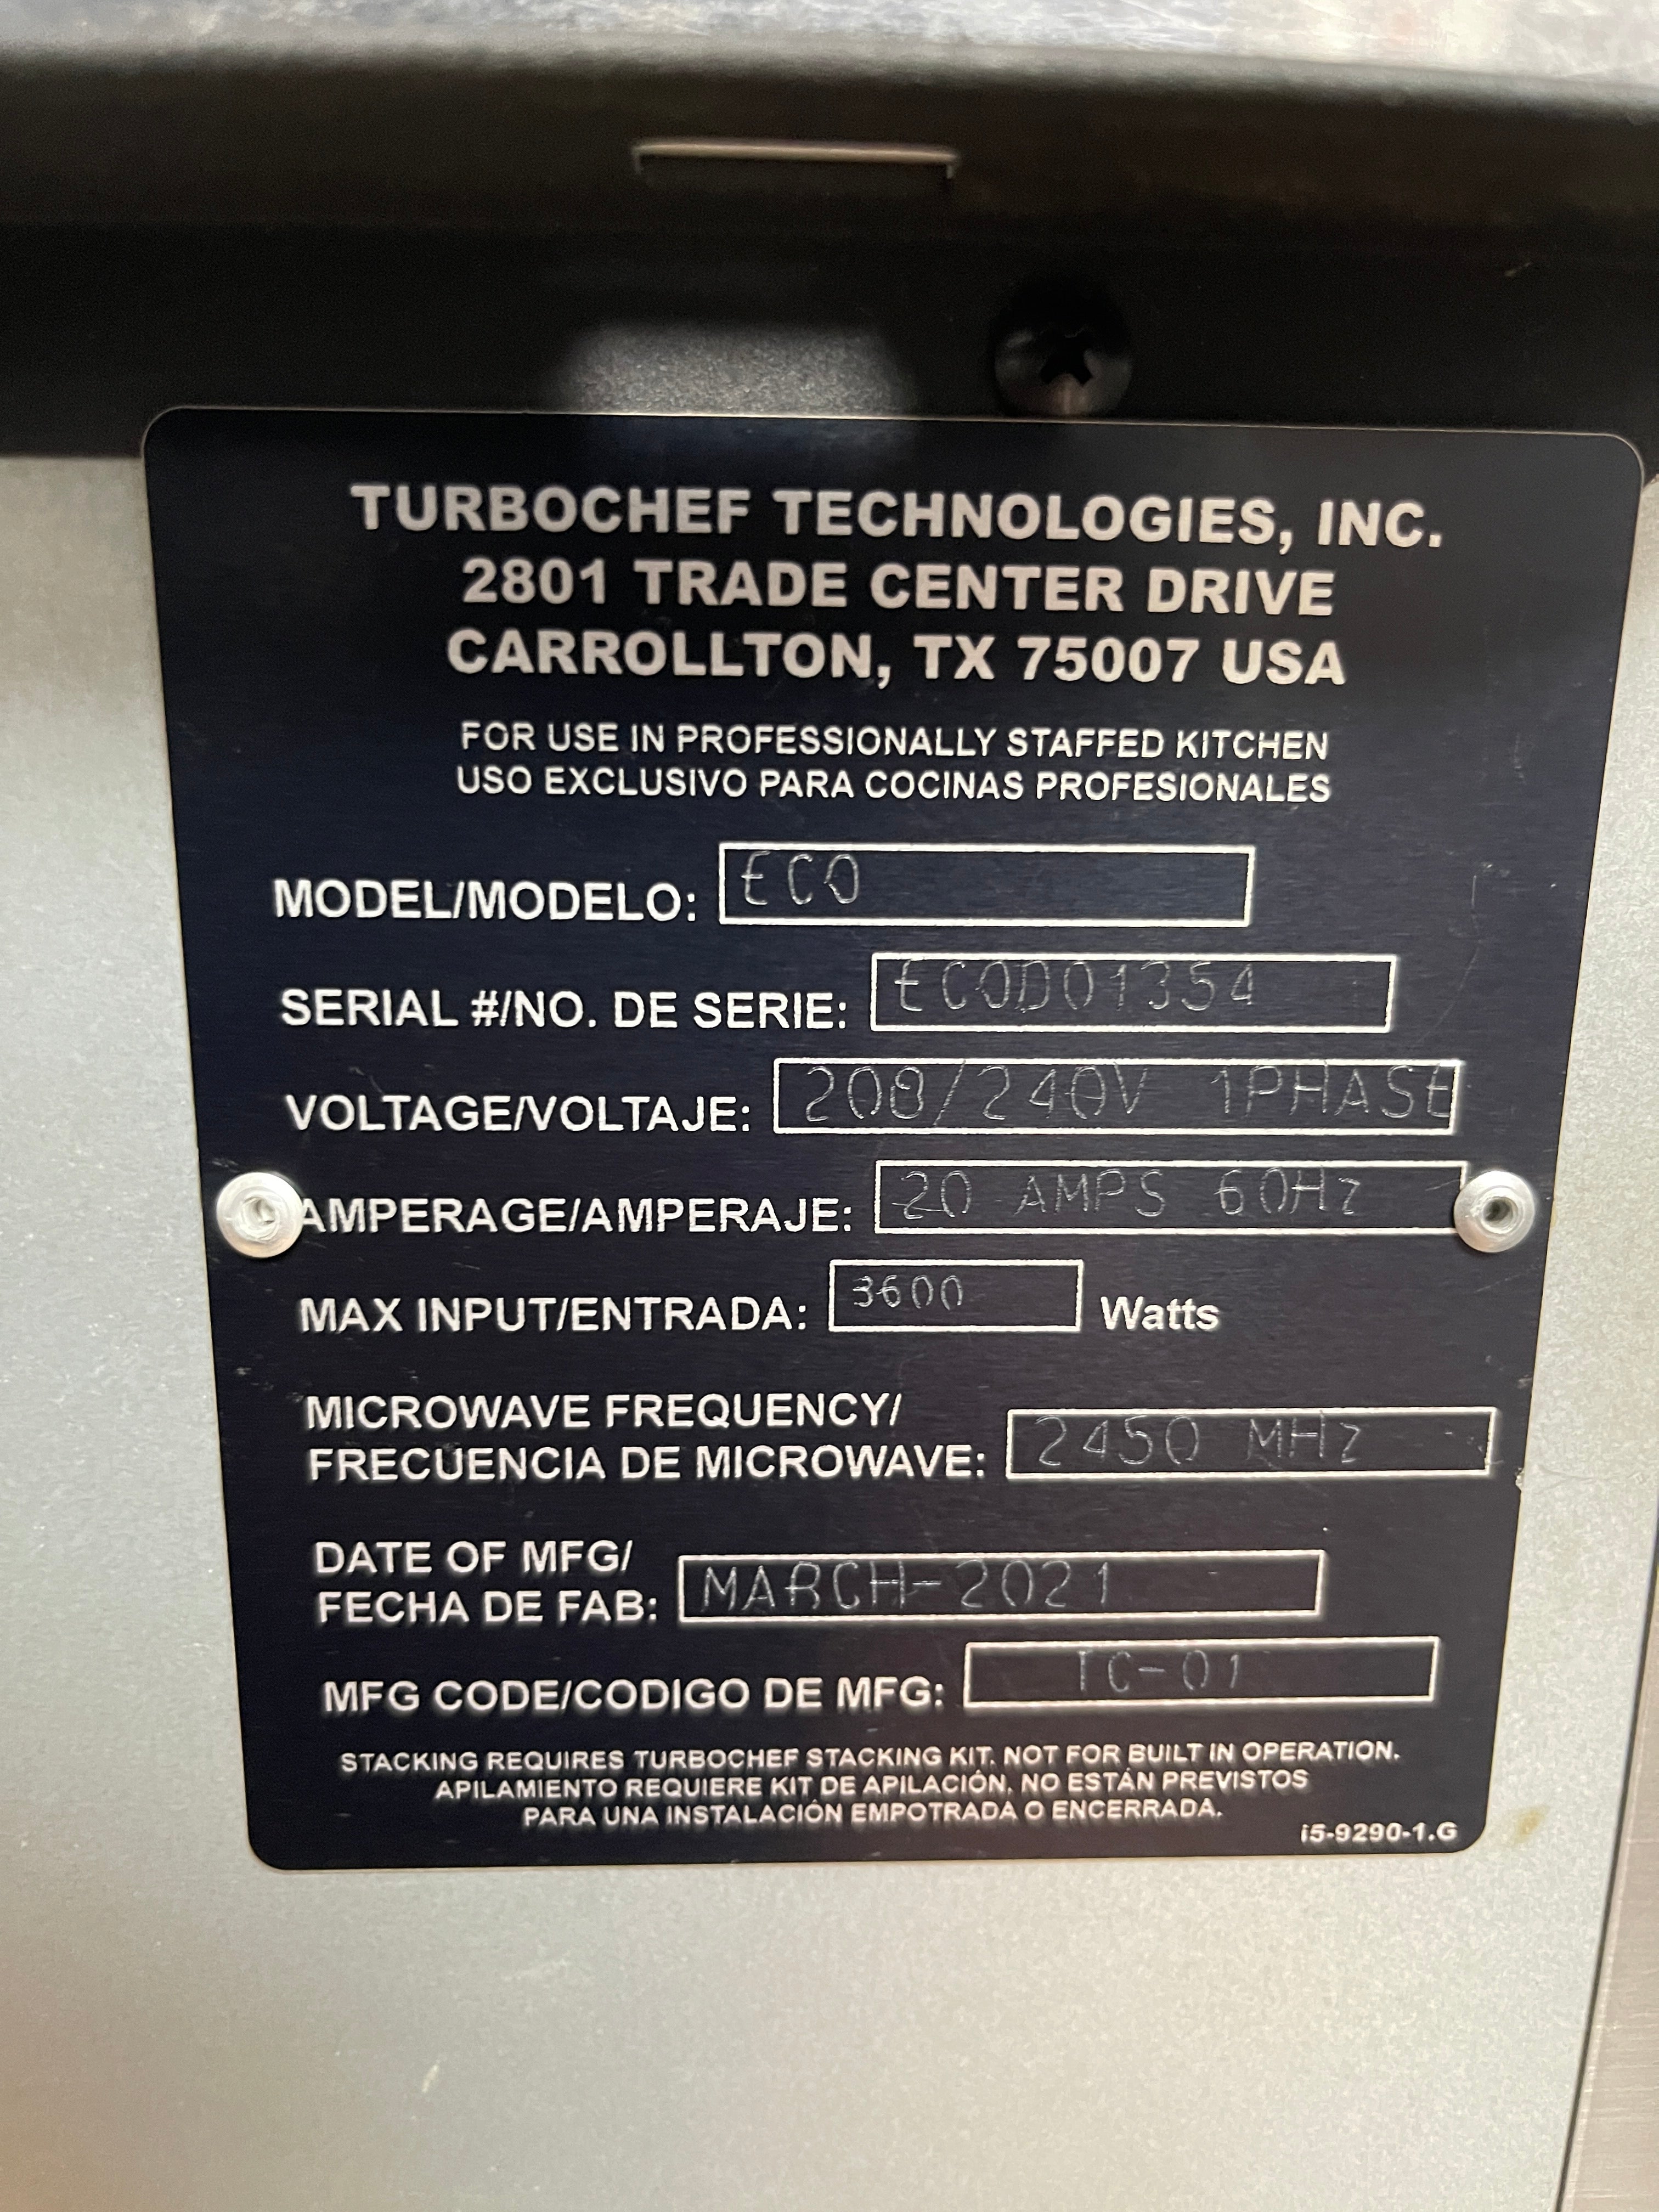 TURBOCHEF TECHNOLOGIES, INC.
2801 TRADE CENTER DRIVE
CARROLLTON, TX 75007 USA
FOR USE IN PROFESSIONALLY STAFFED KITCHEN
USO EXCLUSIVO PARA COCINAS PROFESIONALES
MODEL/MODELO: ECO
SERIAL #/NO. DE SERIE: ECOD01354
VOLTAGE/VOLTAJE: 208/240V 1PHASE
AMPERAGE/AMPERAJE: 20 AMPS 60Hz
MAX INPUT/ENTRADA: 3600 Watts
MICROWAVE FREQUENCY/
FRECUENCIA DE MICROWAVE: 2450 MHz
DATE OF MFG/
FECHA DE FAB: MARCH-2021
MFG CODE/CODIGO DE MFG: TC-01
STACKING REQUIRES TURBOCHEF STACKING KIT. NOT FOR BUILT IN OPERATION.
APILAMIENTO REQUIERE KIT DE APILACIÓN. NO ESTÁN PREVISTOS
PARA UNA INSTALACIÓN EMPOTRADA O ENCERRADA.
i5-9290-1.G